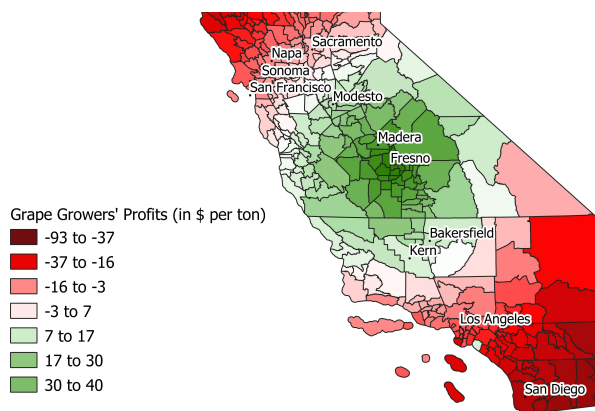 Sacramento
Napa
Sonoma
San Francisco
Modesto
Madera
Fresno
Grape Growers' Profits (in $ per ton)
-93 to -37
-37 to -16
-16 to -3
-3 to 7
7 to 17
17 to 30
30 to 40
Bakersfield
Kern
Los Angeles
San Diego